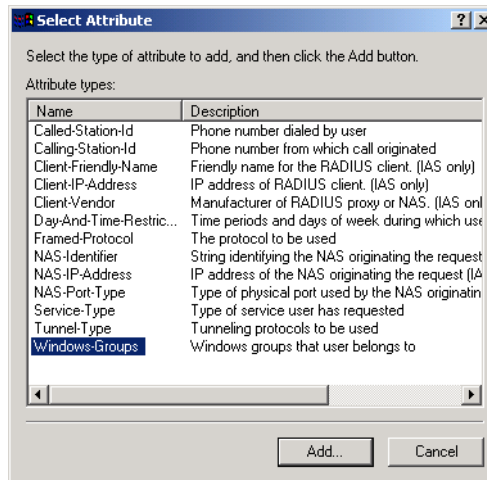 Select Attribute
Select the type of attribute to add, and then click the Add button.
Attribute types:
Name Description
Called-Station-Id Phone number dialed by user
Calling-Station-Id Phone number from which call originated
Client-Friendly-Name Friendly name for the RADIUS client. (IAS only)
Client-IP-Address IP address of RADIUS client. (IAS only)
Client-Vendor Manufacturer of RADIUS proxy or NAS. (IAS onl
Day-And-Time-Restric... Time periods and days of week during which use
Framed-Protocol The protocol to be used
NAS-Identifier String identifying the NAS originating the request
NAS-IP-Address IP address of the NAS originating the request (IA
NAS-Port-Type Type of physical port used by the NAS originatin
Service-Type Type of service user has requested
Tunnel-Type Tunneling protocols to be used
Windows-Groups Windows groups that user belongs to
Add... Cancel